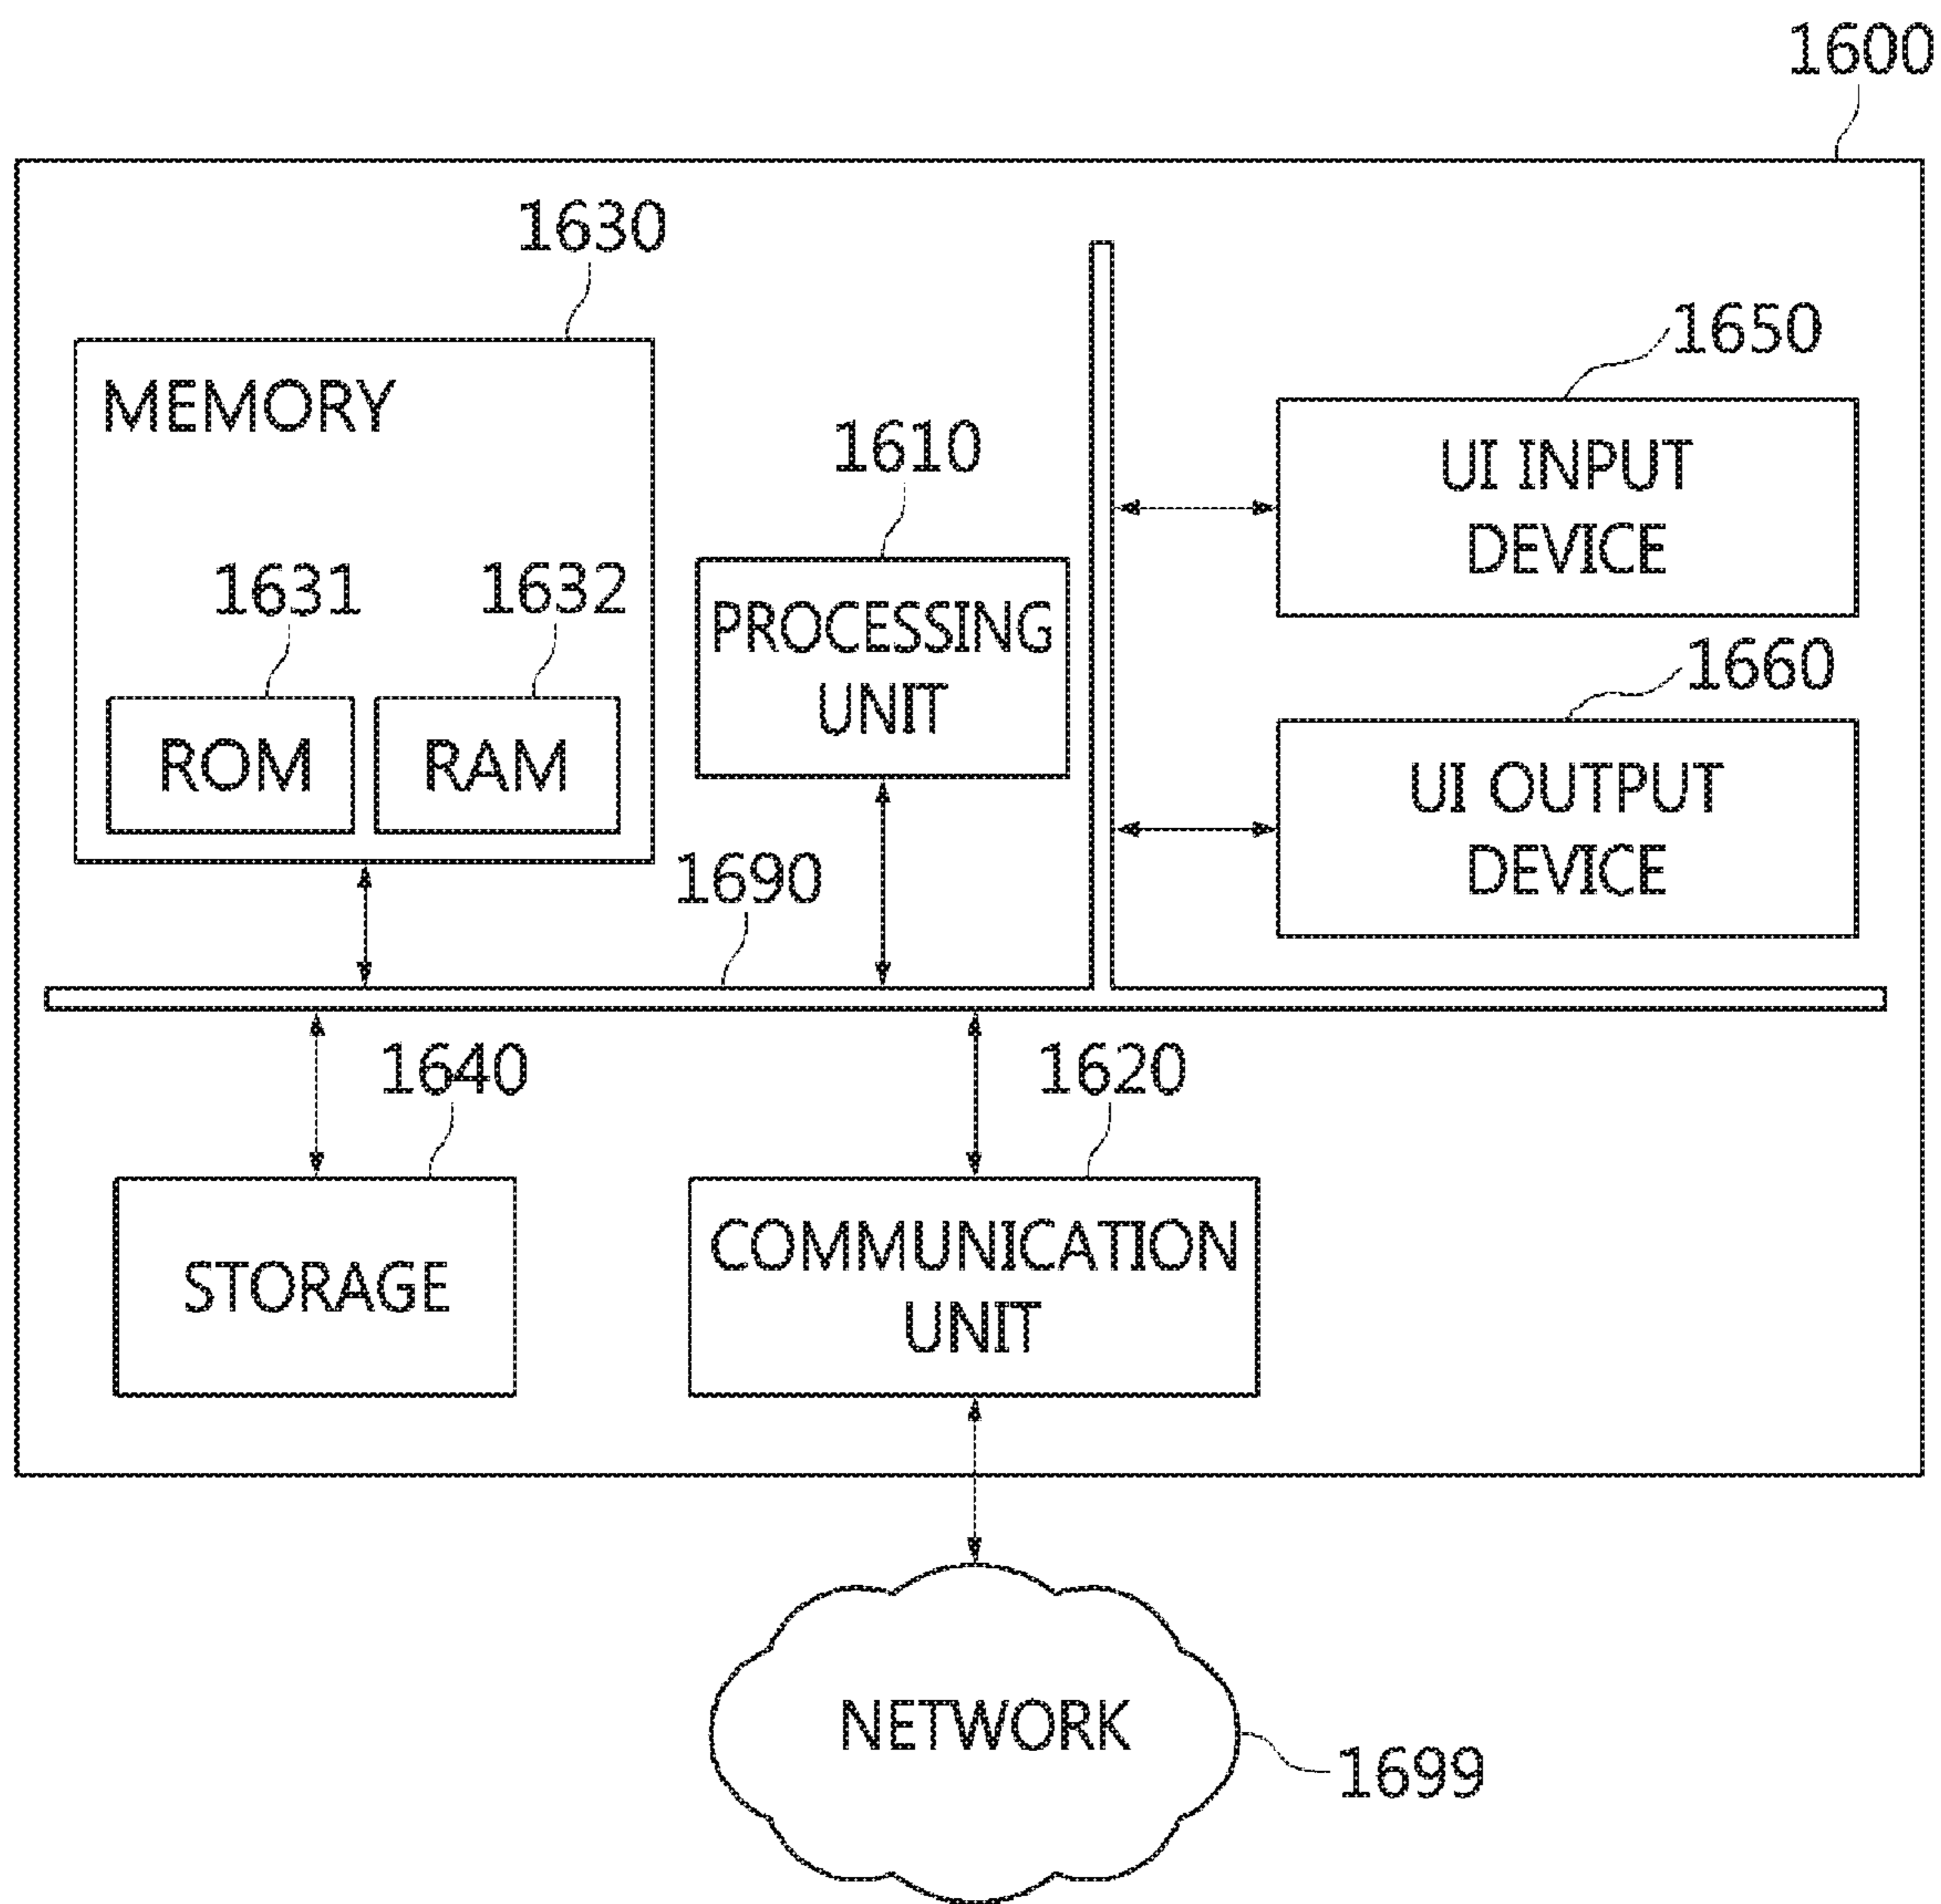 1600
1630
MEMORY
1650
UI INPUT
DEVICE
1610
PROCESSING
UNIT
1631
1632
ROM
RAM
1660
UI OUTPUT
DEVICE
1690
1640
1620
STORAGE
COMMUNICATION
UNIT
NETWORK
1699